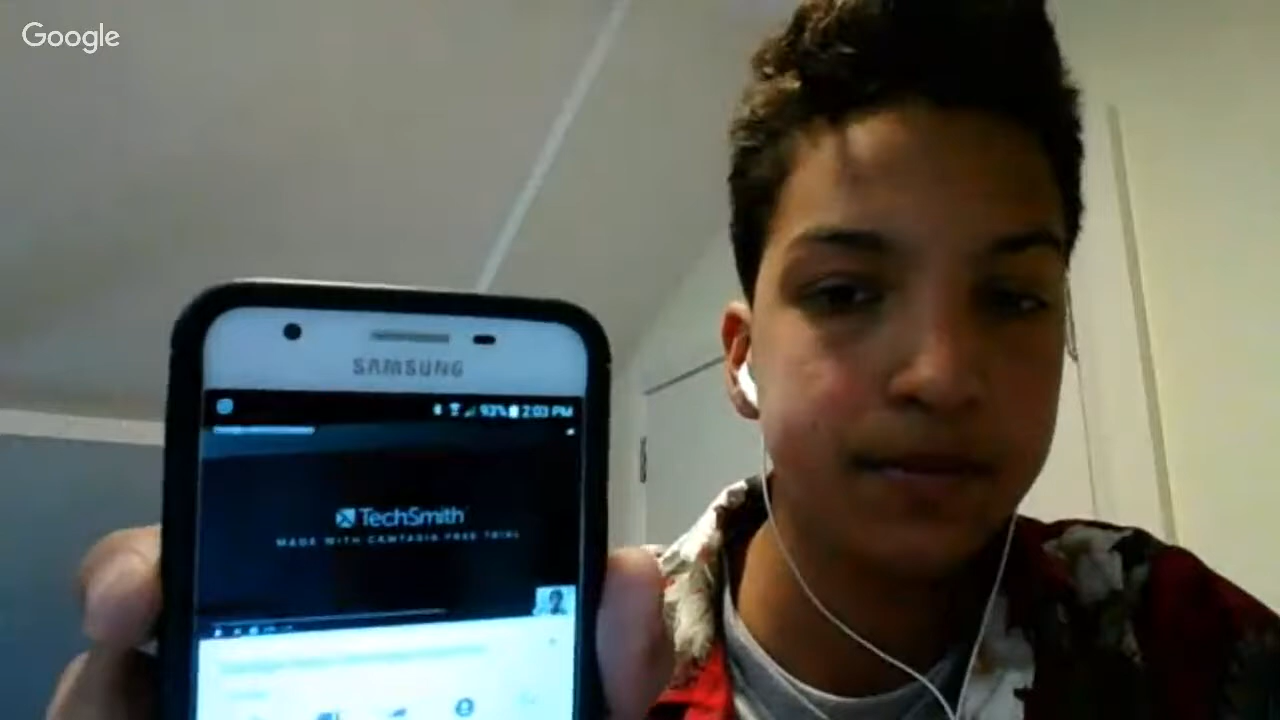 Google
SAMSUNG
93% 2:03 PM
TechSmith
MADE WITH CAMTASIA FREE TRIAL